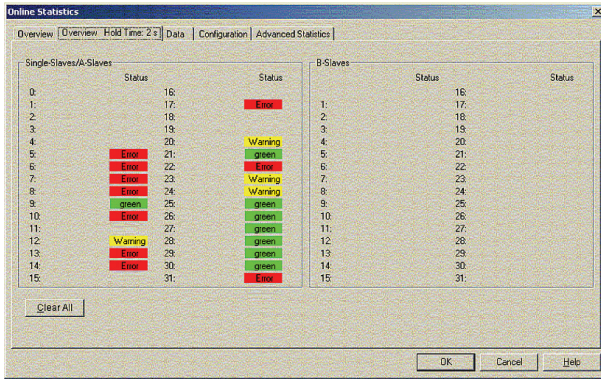 Online Statistics
Overview Overview Hold Time: 2 s Data Configuration Advanced Statistics
Single-Slaves/A-Slaves
Status Status
0: 16:
1: 17: Error
2: 18:
3: 19:
4: 20: Warning
5: Error 21: green
6: Error 22: Error
7: Error 23: Warning
8: Error 24: Warning
9: green 25: green
10: Error 26: green
11: 27: green
12: Warning 28: green
13: Error 29: green
14: Error 30: green
15: 31: Error
B-Slaves
Status Status
16:
1: 17:
2: 18:
3: 19:
4: 20:
5: 21:
6: 22:
7: 23:
8: 24:
9: 25:
10: 26:
11: 27:
12: 28:
13: 29:
14: 30:
15: 31:
Clear All
OK Cancel Help